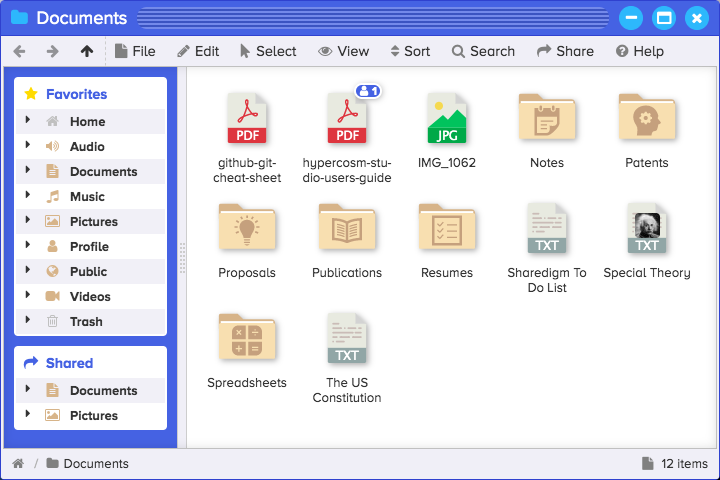 Documents
File
Edit
Select
View
Sort
Search
Share
Help
Favorites
Home
Audio
Documents
Music
Pictures
Profile
Public
Videos
Trash
Shared
Documents
Pictures
PDF
github-git-
cheat-sheet
1
PDF
hypercosm-stu-
dio-users-guide
JPG
IMG_1062
Notes
Patents
Proposals
Publications
Resumes
TXT
Sharedigm To
Do List
TXT
Special Theory
Spreadsheets
TXT
The US
Constitution
/
Documents
12 items